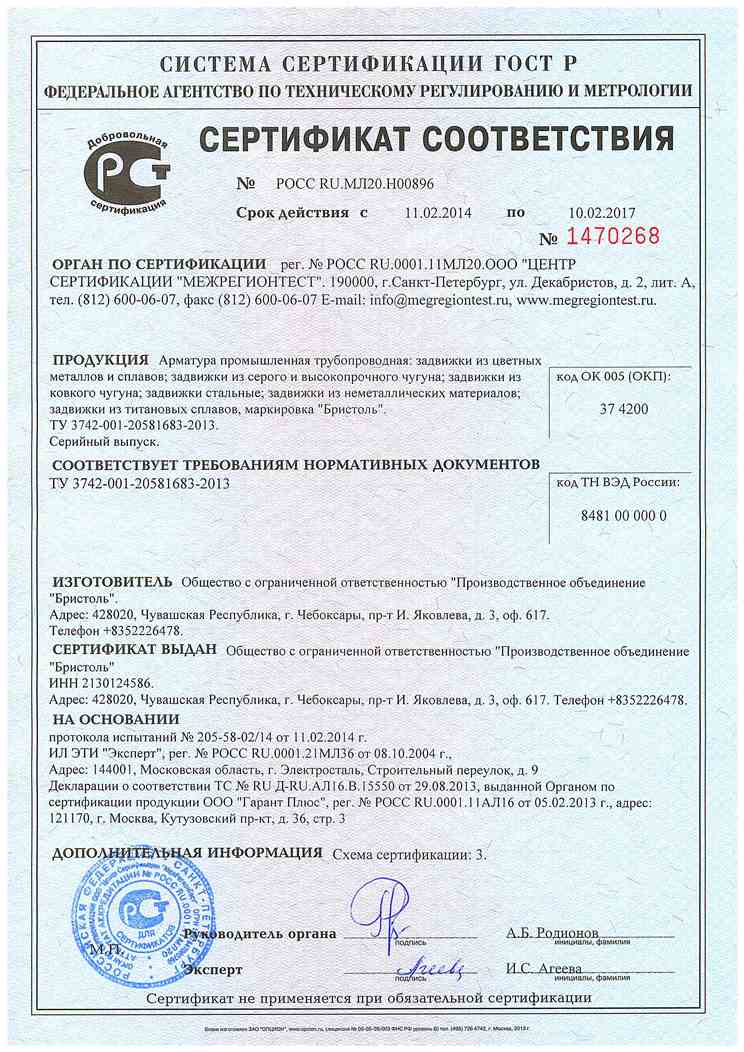 СИСТЕМА СЕРТИФИКАЦИИ ГОСТ Р
ФЕДЕРАЛЬНОЕ АГЕНТСТВО ПО ТЕХНИЧЕСКОМУ РЕГУЛИРОВАНИЮ И МЕТРОЛОГИИ
Добровольная
РСТ
сертификация
СЕРТИФИКАТ СООТВЕТСТВИЯ
№ РОСС RU.МЛ20.Н00896
Срок действия с 11.02.2014 по 10.02.2017
№ 1470268
ОРГАН ПО СЕРТИФИКАЦИИ рег. № РОСС RU.0001.11МЛ20.ООО "ЦЕНТР
СЕРТИФИКАЦИИ "МЕЖРЕГИОНТЕСТ". 190000, г.Санкт-Петербург, ул. Декабристов, д. 2, лит. А,
тел. (812) 600-06-07, факс (812) 600-06-07 E-mail: info@megregiontest.ru, www.megregiontest.ru.
ПРОДУКЦИЯ Арматура промышленная трубопроводная: задвижки из цветных
металлов и сплавов; задвижки из серого и высокопрочного чугуна; задвижки из
ковкого чугуна; задвижки стальные; задвижки из неметаллических материалов;
задвижки из титановых сплавов, маркировка "Бристоль".
ТУ 3742-001-20581683-2013.
Серийный выпуск.
код ОК 005 (ОКП):
37 4200
СООТВЕТСТВУЕТ ТРЕБОВАНИЯМ НОРМАТИВНЫХ ДОКУМЕНТОВ
ТУ 3742-001-20581683-2013
код ТН ВЭД России:
8481 00 000 0
ИЗГОТОВИТЕЛЬ Общество с ограниченной ответственностью "Производственное объединение
"Бристоль".
Адрес: 428020, Чувашская Республика, г. Чебоксары, пр-т И. Яковлева, д. 3, оф. 617.
Телефон +8352226478.
СЕРТИФИКАТ ВЫДАН Общество с ограниченной ответственностью "Производственное объединение
"Бристоль"
ИНН 2130124586.
Адрес: 428020, Чувашская Республика, г. Чебоксары, пр-т И. Яковлева, д. 3, оф. 617. Телефон +8352226478.
НА ОСНОВАНИИ
протокола испытаний № 205-58-02/14 от 11.02.2014 г.
ИЛ ЭТИ "Эксперт", рег. № РОСС RU.0001.21МЛ36 от 08.10.2004 г.,
Адрес: 144001, Московская область, г. Электросталь, Строительный переулок, д. 9
Декларации о соответствии ТС № RU Д-RU.АЛ16.В.15550 от 29.08.2013, выданной Органом по
сертификации продукции ООО "Гарант Плюс", рег. № РОСС RU.0001.11АЛ16 от 05.02.2013 г., адрес:
121170, г. Москва, Кутузовский пр-кт, д. 36, стр. 3
ДОПОЛНИТЕЛЬНАЯ ИНФОРМАЦИЯ Схема сертификации: 3.
РСТ
ДЛЯ
СЕРТИФИКАТОВ
М.П.
Руководитель органа
подпись
А.Б. Родионов
инициалы, фамилия
Эксперт
Агеев
подпись
И.С. Агеева
инициалы, фамилия
Сертификат не применяется при обязательной сертификации